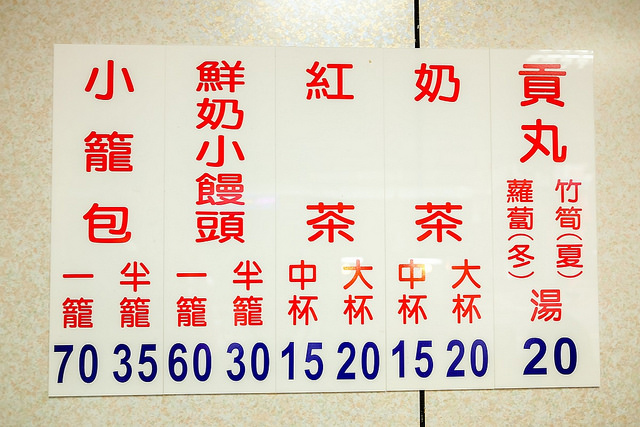 小籠包
一籠 半籠
70 35
鮮奶小饅頭
一籠 半籠
60 30
紅茶
中杯 大杯
15 20
奶茶
中杯 大杯
15 20
貢丸
竹筍(夏)
蘿蔔(冬)
湯
20